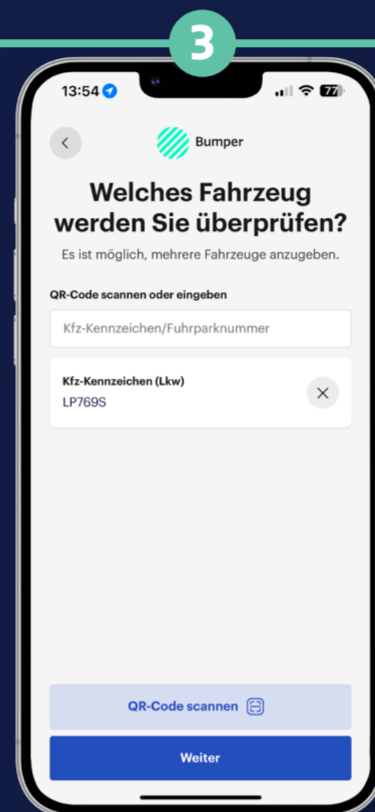 3
13:54
77
Bumper
Welches Fahrzeug
werden Sie überprüfen?
Es ist möglich, mehrere Fahrzeuge anzugeben.
QR-Code scannen oder eingeben
Kfz-Kennzeichen/Fuhrparknummer
Kfz-Kennzeichen (Lkw)
LP769S
QR-Code scannen
Weiter